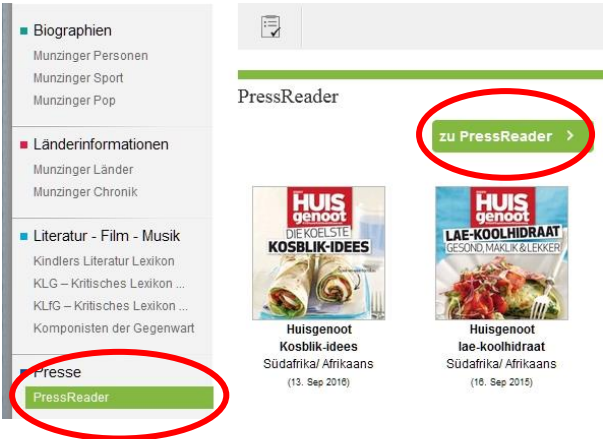 Biographien
Munzinger Personen
Munzinger Sport
Munzinger Pop
Länderinformationen
Munzinger Länder
Munzinger Chronik
Literatur - Film - Musik
Kindlers Literatur Lexikon
KLG – Kritisches Lexikon ...
KLfG – Kritisches Lexikon ...
Komponisten der Gegenwart
Presse
PressReader
PressReader
zu PressReader >
HUIS
genoot
DIE KOELSTE
KOSBLIK-IDEES
Huisgenoot
Kosblik-idees
Südafrika/ Afrikaans
(13. Sep 2016)
HUIS
genoot
LAE-KOOLHIDRAAT
GESOND, MAKLIK & LEKKER
Huisgenoot
lae-koolhidraat
Südafrika/ Afrikaans
(16. Sep 2015)